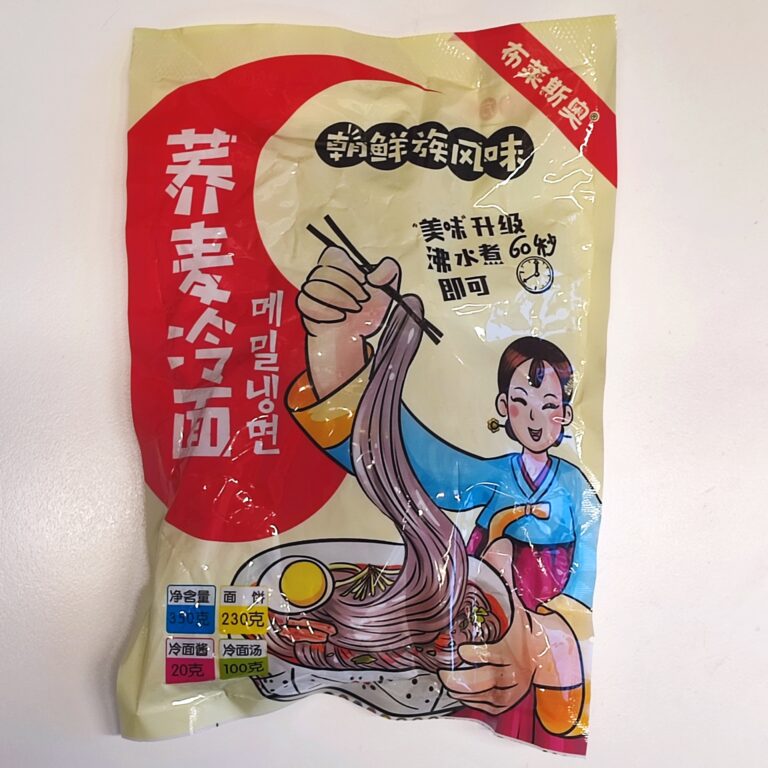 布莱斯奥
朝鲜族风味
荞麦冷面
메밀냉면
"美味"升级
沸水煮60秒
即可
净含量
350克
面饼
230克
冷面酱
20克
冷面汤
100克